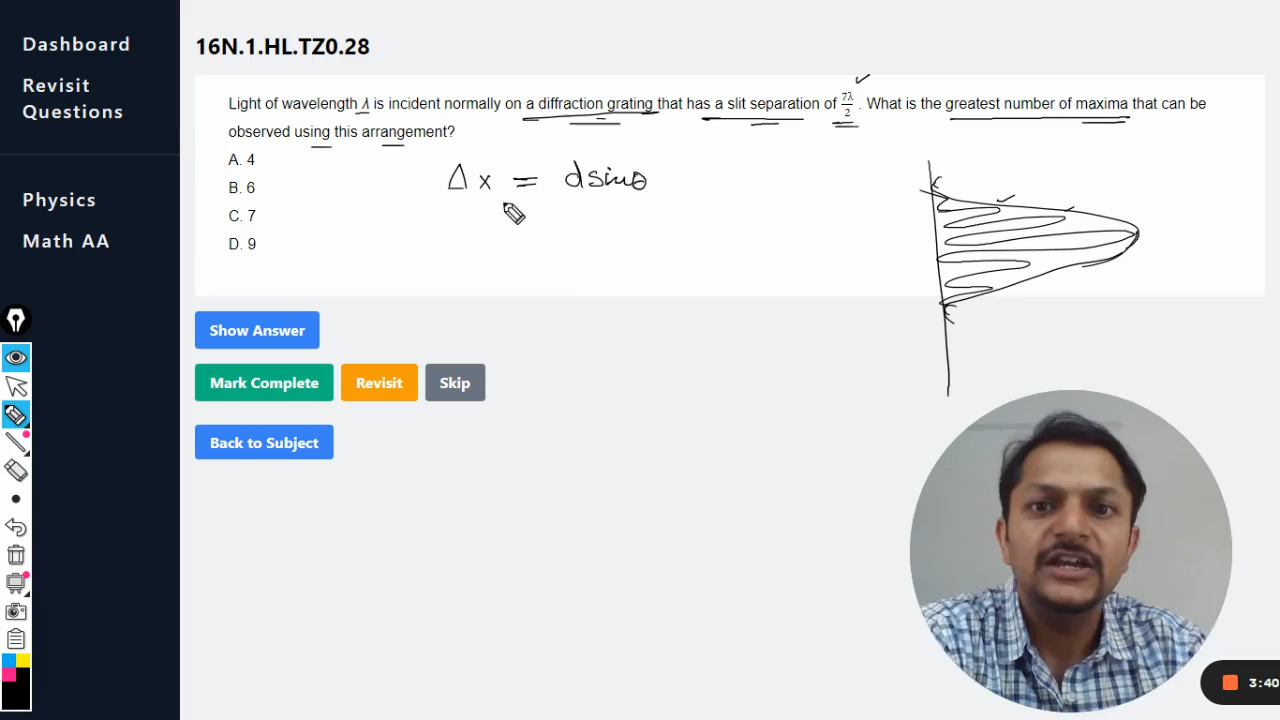 Dashboard
Revisit
Questions
Physics
Math AA
16N.1.HL.TZ0.28
Light of wavelength λ is incident normally on a diffraction grating that has a slit separation of 7λ/2 . What is the greatest number of maxima that can be
observed using this arrangement?
A. 4
B. 6
C. 7
D. 9
Δx = dsinθ
Show Answer
Mark Complete
Revisit
Skip
Back to Subject
3:40